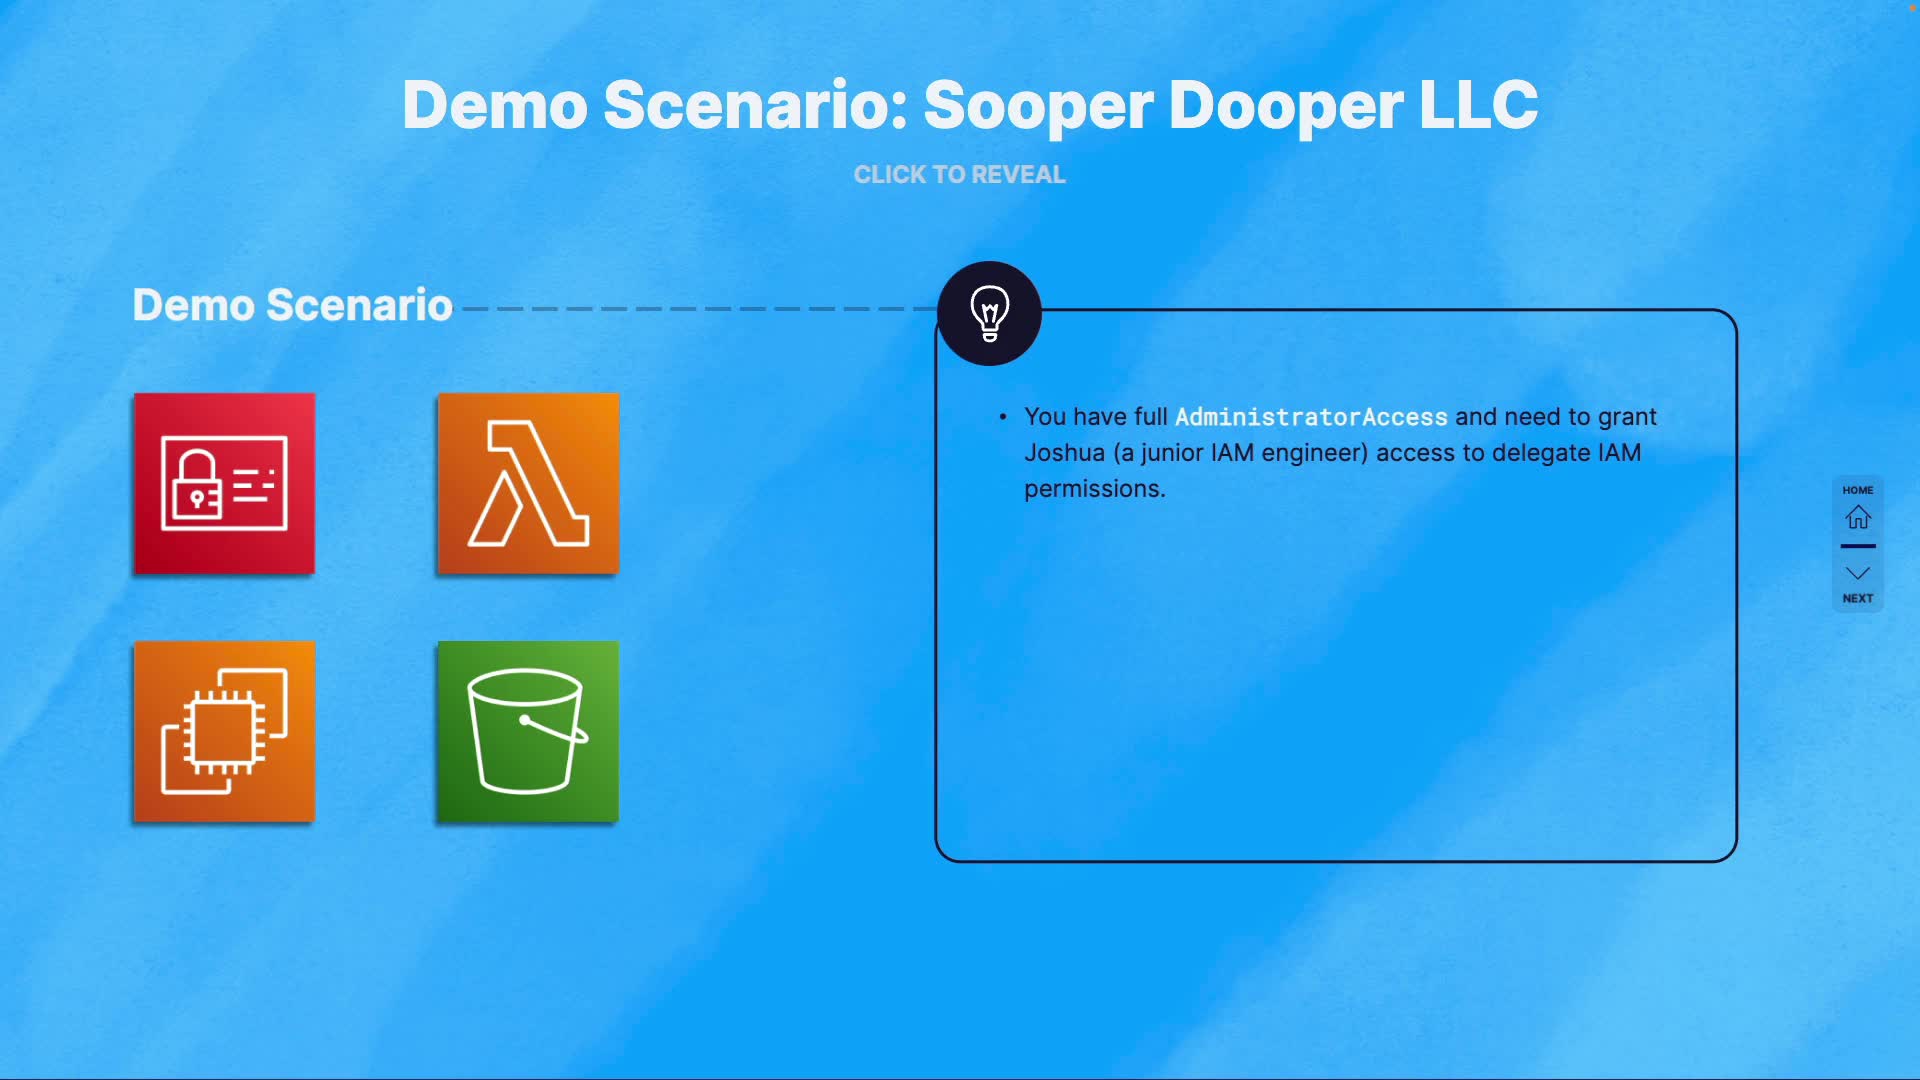 Demo Scenario: Sooper Dooper LLC
CLICK TO REVEAL
Demo Scenario
• You have full AdministratorAccess and need to grant
Joshua (a junior IAM engineer) access to delegate IAM
permissions.
HOME
NEXT